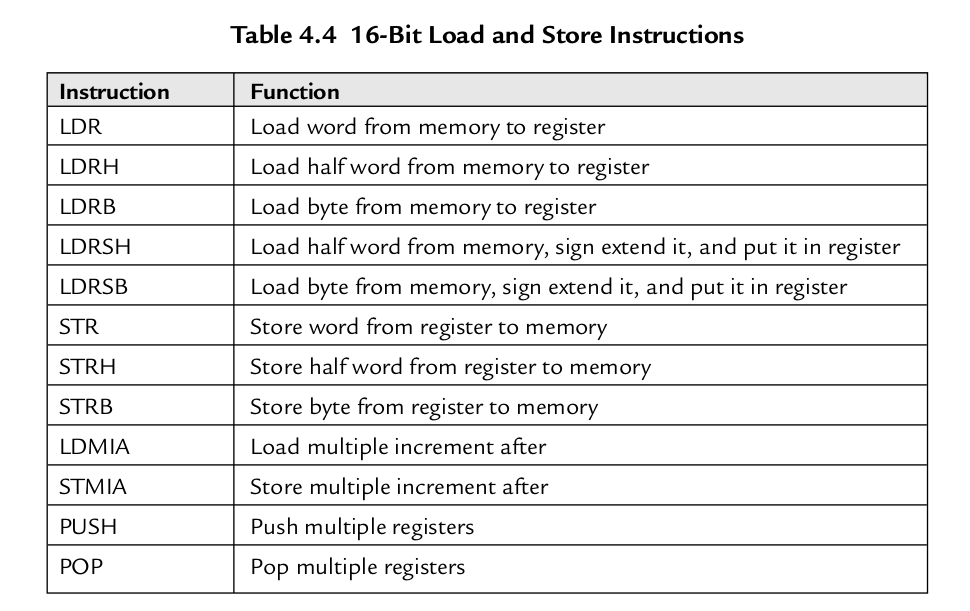 Table 4.4 16-Bit Load and Store Instructions
Instruction Function
LDR Load word from memory to register
LDRH Load half word from memory to register
LDRB Load byte from memory to register
LDRSH Load half word from memory, sign extend it, and put it in register
LDRSB Load byte from memory, sign extend it, and put it in register
STR Store word from register to memory
STRH Store half word from register to memory
STRB Store byte from register to memory
LDMIA Load multiple increment after
STMIA Store multiple increment after
PUSH Push multiple registers
POP Pop multiple registers